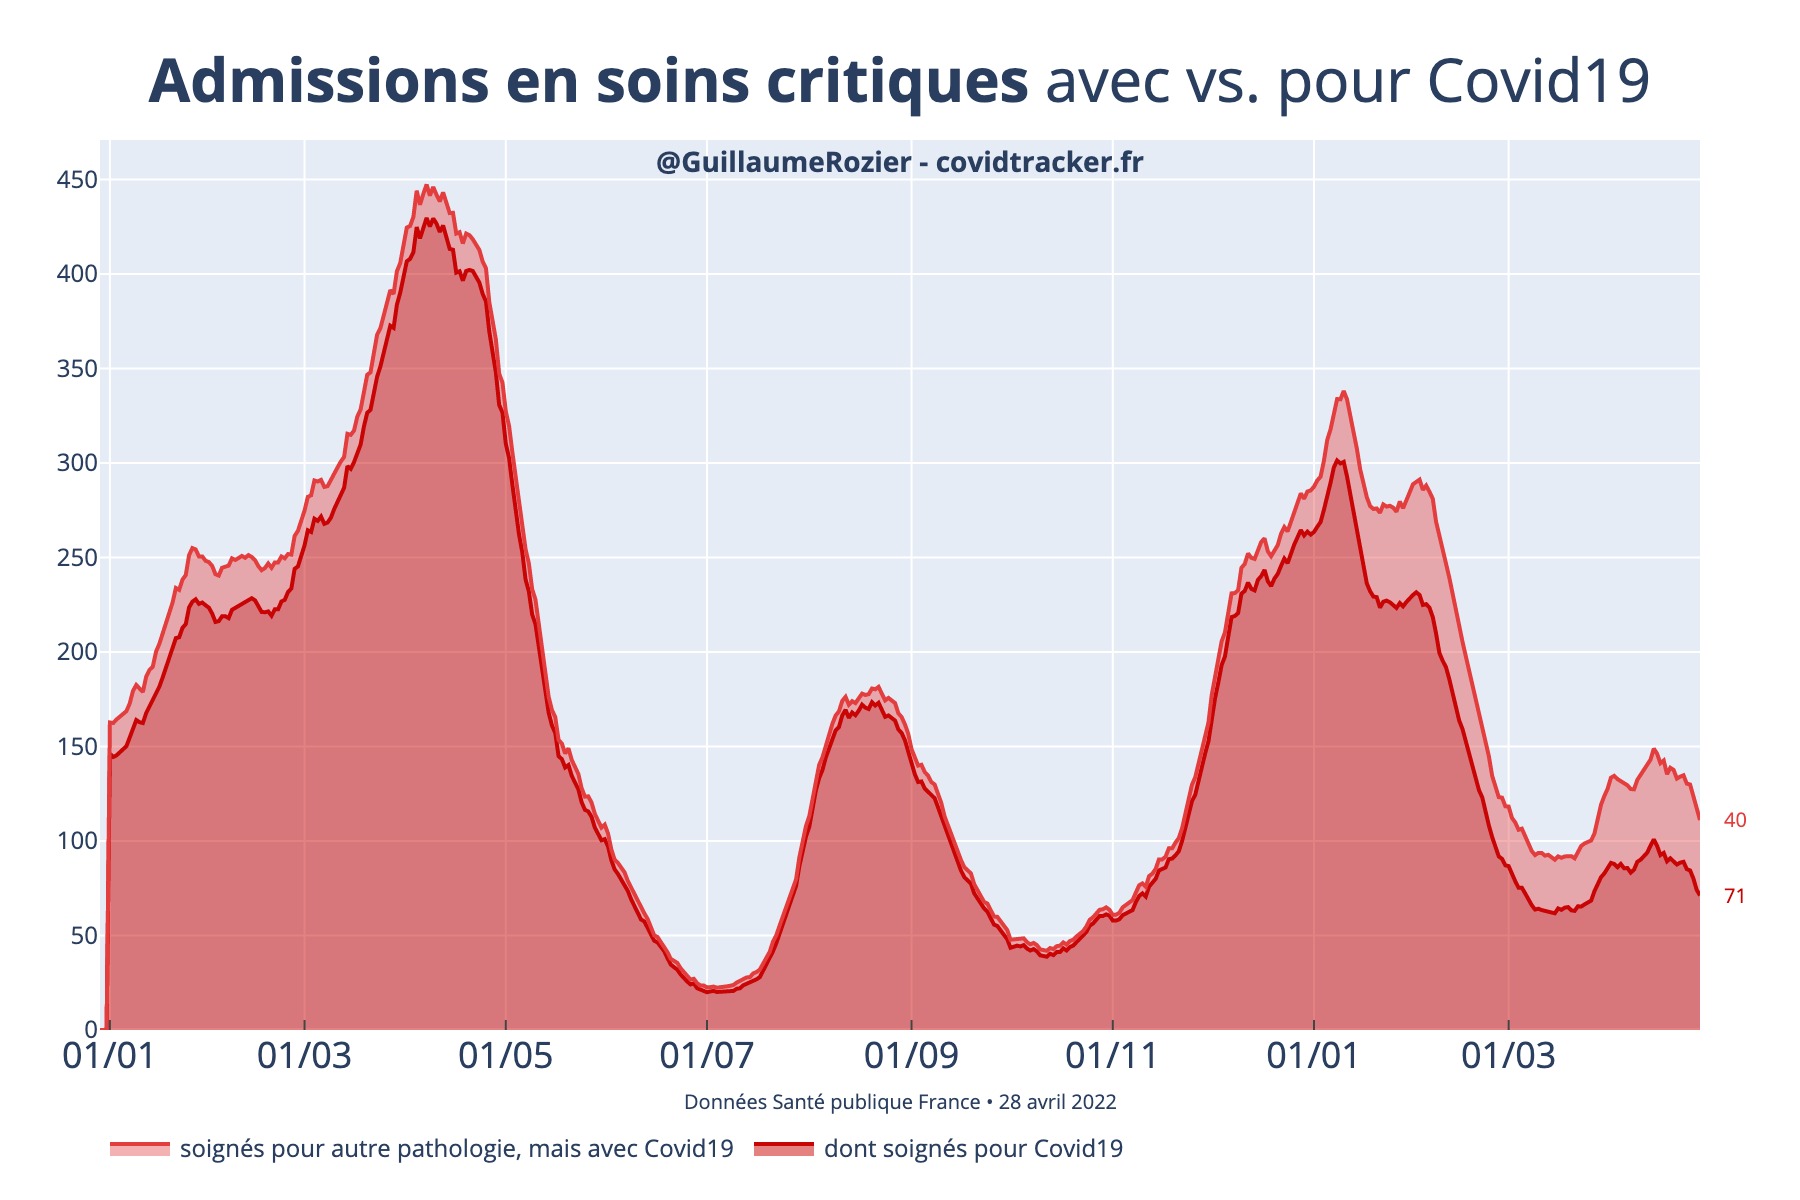 Admissions en soins critiques avec vs. pour Covid19
@GuillaumeRozier - covidtracker.fr
450
400
350
300
250
200
150
100
50
0
40
71
01/01 01/03 01/05 01/07 01/09 01/11 01/01 01/03
Données Santé publique France • 28 avril 2022
soignés pour autre pathologie, mais avec Covid19 dont soignés pour Covid19